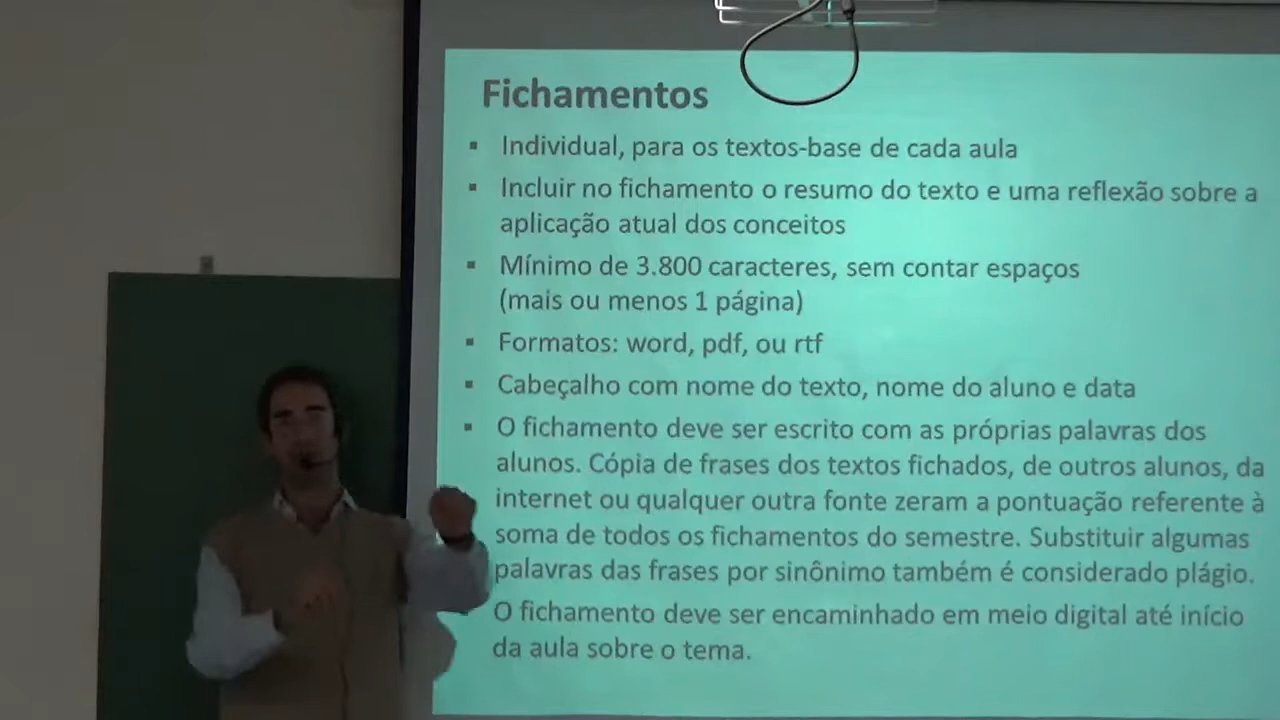 Fichamentos
▪ Individual, para os textos-base de cada aula
▪ Incluir no fichamento o resumo do texto e uma reflexão sobre a
aplicação atual dos conceitos
▪ Mínimo de 3.800 caracteres, sem contar espaços
(mais ou menos 1 página)
▪ Formatos: word, pdf, ou rtf
▪ Cabeçalho com nome do texto, nome do aluno e data
▪ O fichamento deve ser escrito com as próprias palavras dos
alunos. Cópia de frases dos textos fichados, de outros alunos, da
internet ou qualquer outra fonte zeram a pontuação referente à
soma de todos os fichamentos do semestre. Substituir algumas
palavras das frases por sinônimo também é considerado plágio.
O fichamento deve ser encaminhado em meio digital até início
da aula sobre o tema.